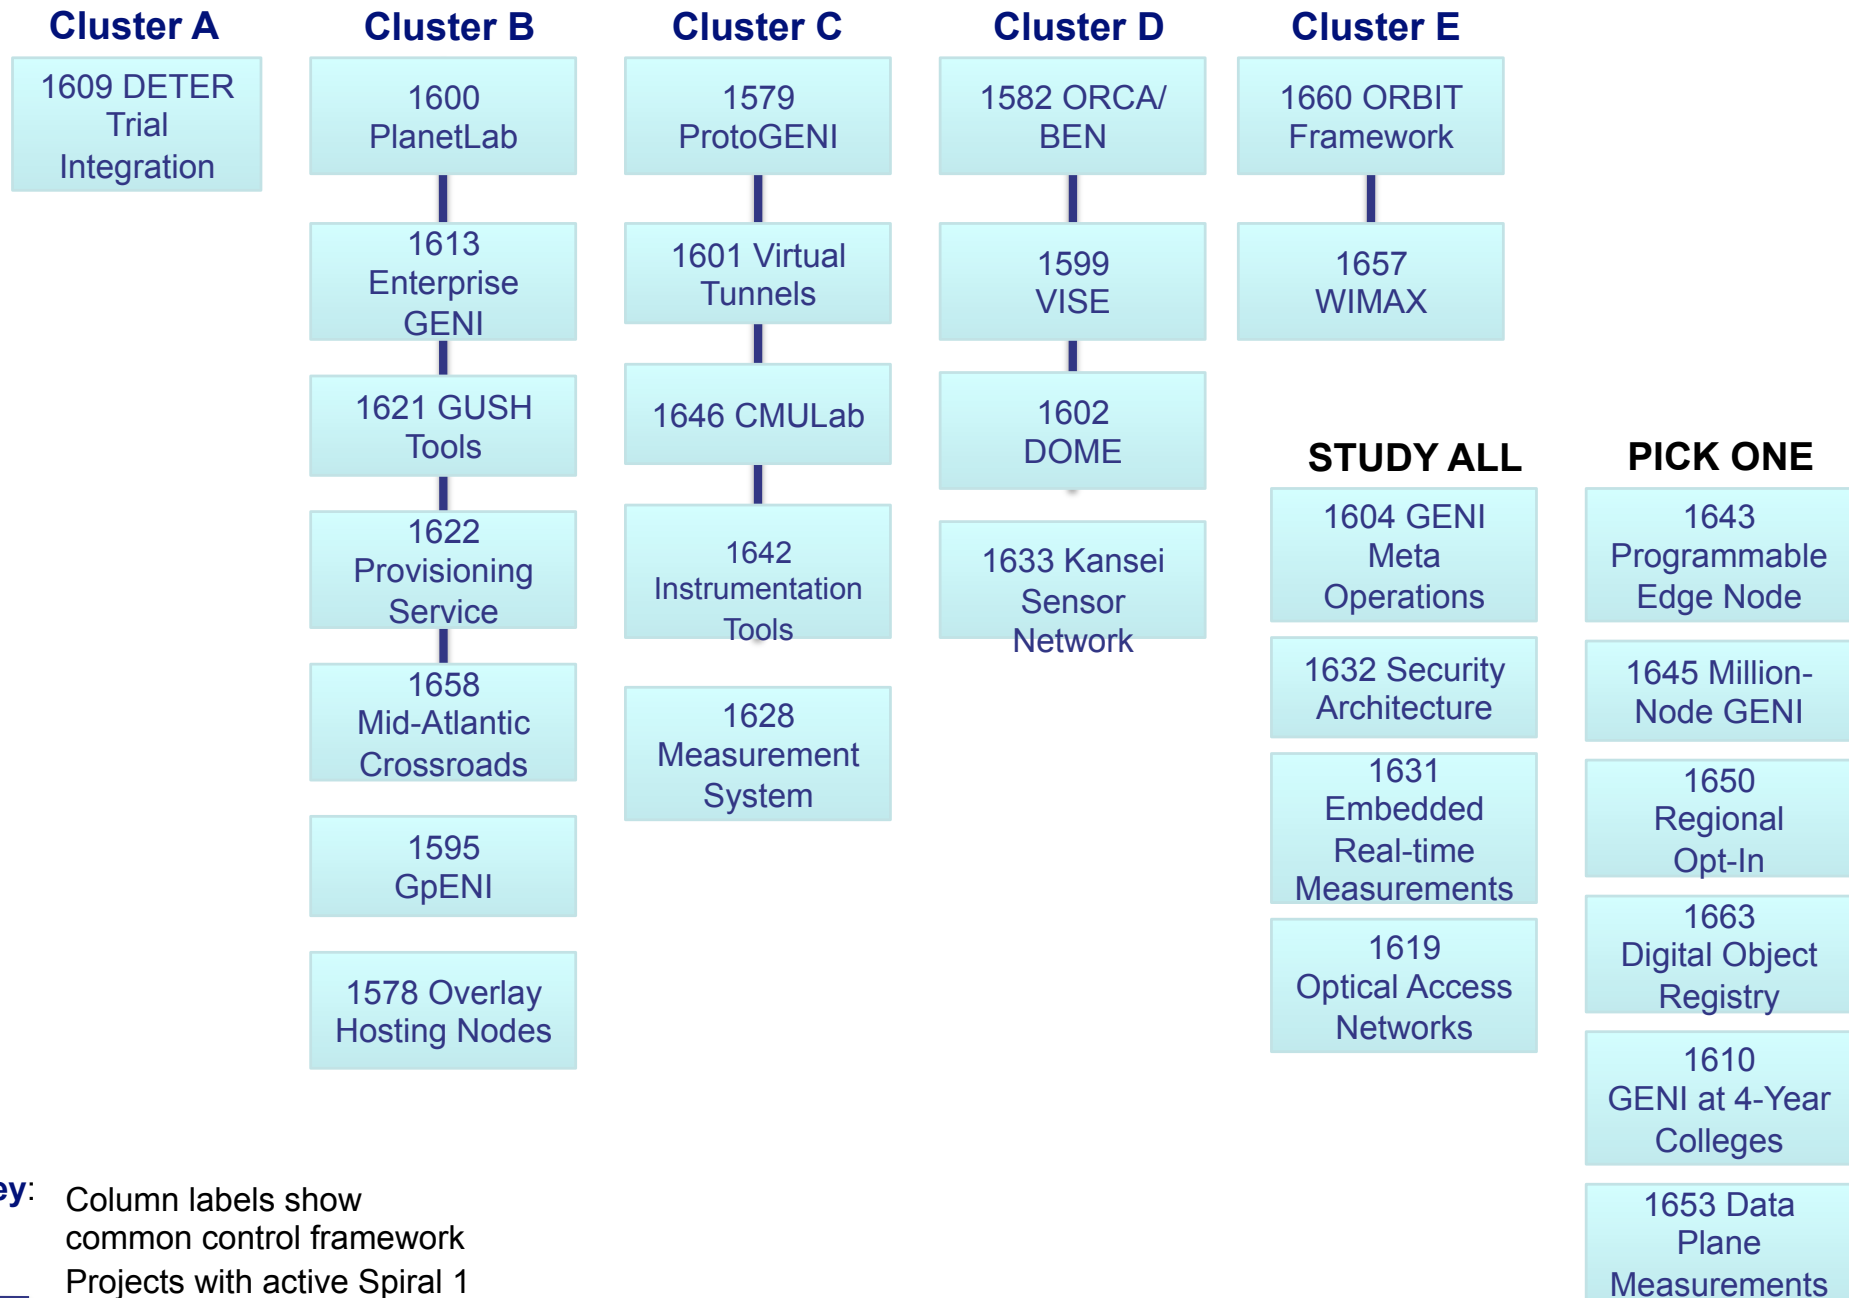 Cluster A
1609 DETER
Trial
Integration
Cluster B
1600
PlanetLab
1613
Enterprise
GENI
1621 GUSH
Tools
1622
Provisioning
Service
1658
Mid-Atlantic
Crossroads
1595
GpENI
1578 Overlay
Hosting Nodes
Cluster C
1579
ProtoGENI
1601 Virtual
Tunnels
1646 CMULab
1642
Instrumentation
Tools
1628
Measurement
System
Cluster D
1582 ORCA/
BEN
1599
VISE
1602
DOME
1633 Kansei
Sensor
Network
Cluster E
1660 ORBIT
Framework
1657
WIMAX
STUDY ALL
1604 GENI
Meta
Operations
1632 Security
Architecture
1631
Embedded
Real-time
Measurements
1619
Optical Access
Networks
PICK ONE
1643
Programmable
Edge Node
1645 Million-
Node GENI
1650
Regional
Opt-In
1663
Digital Object
Registry
1610
GENI at 4-Year
Colleges
1653 Data
Plane
Measurements
ey:
Column labels show
common control framework
Projects with active Spiral 1